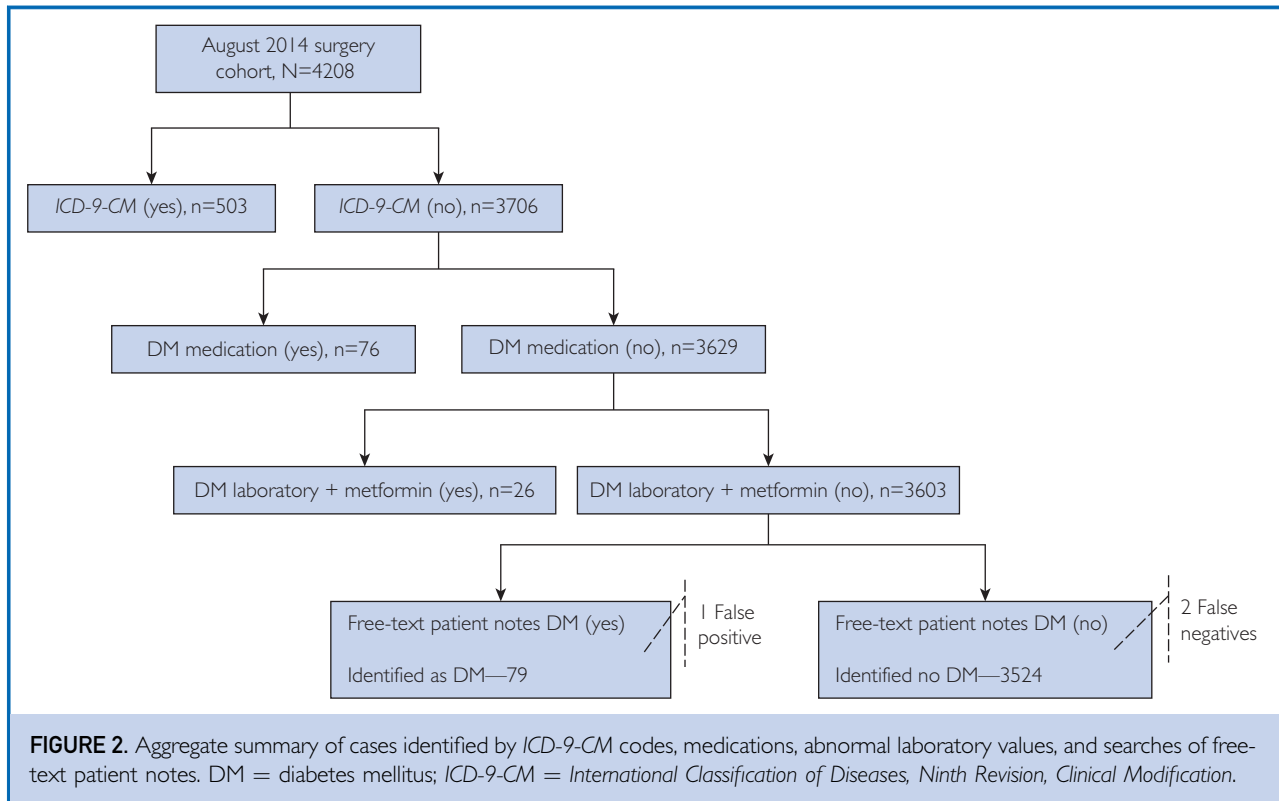 August 2014 surgery
cohort, N=4208
ICD-9-CM (yes), n=503
ICD-9-CM (no), n=3706
DM medication (yes), n=76
DM medication (no), n=3629
DM laboratory + metformin (yes), n=26
DM laboratory + metformin (no), n=3603
Free-text patient notes DM (yes)
Identified as DM—79
1 False
positive
Free-text patient notes DM (no)
Identified no DM—3524
2 False
negatives
FIGURE 2. Aggregate summary of cases identified by ICD-9-CM codes, medications, abnormal laboratory values, and searches of free-
text patient notes. DM = diabetes mellitus; ICD-9-CM = International Classification of Diseases, Ninth Revision, Clinical Modification.